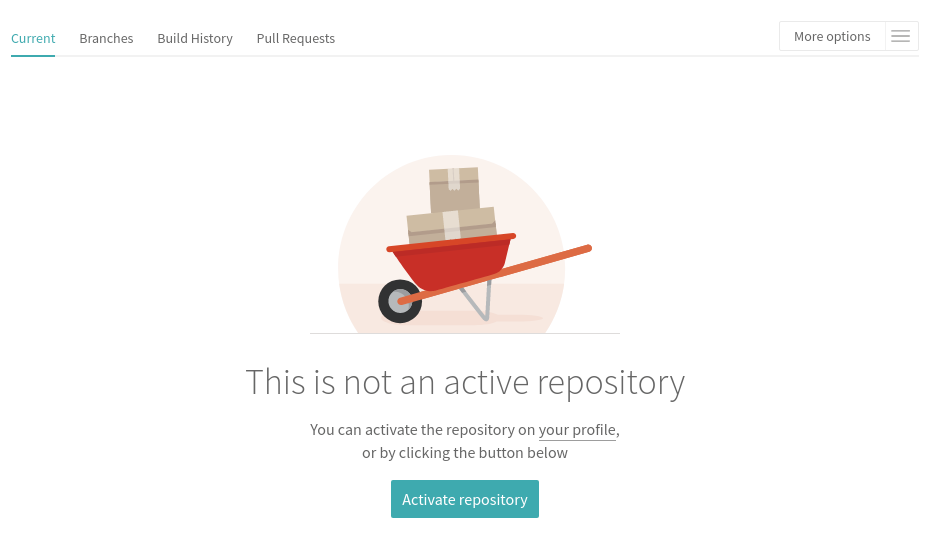 Current Branches Build History Pull Requests More options
This is not an active repository
You can activate the repository on your profile,
or by clicking the button below
Activate repository